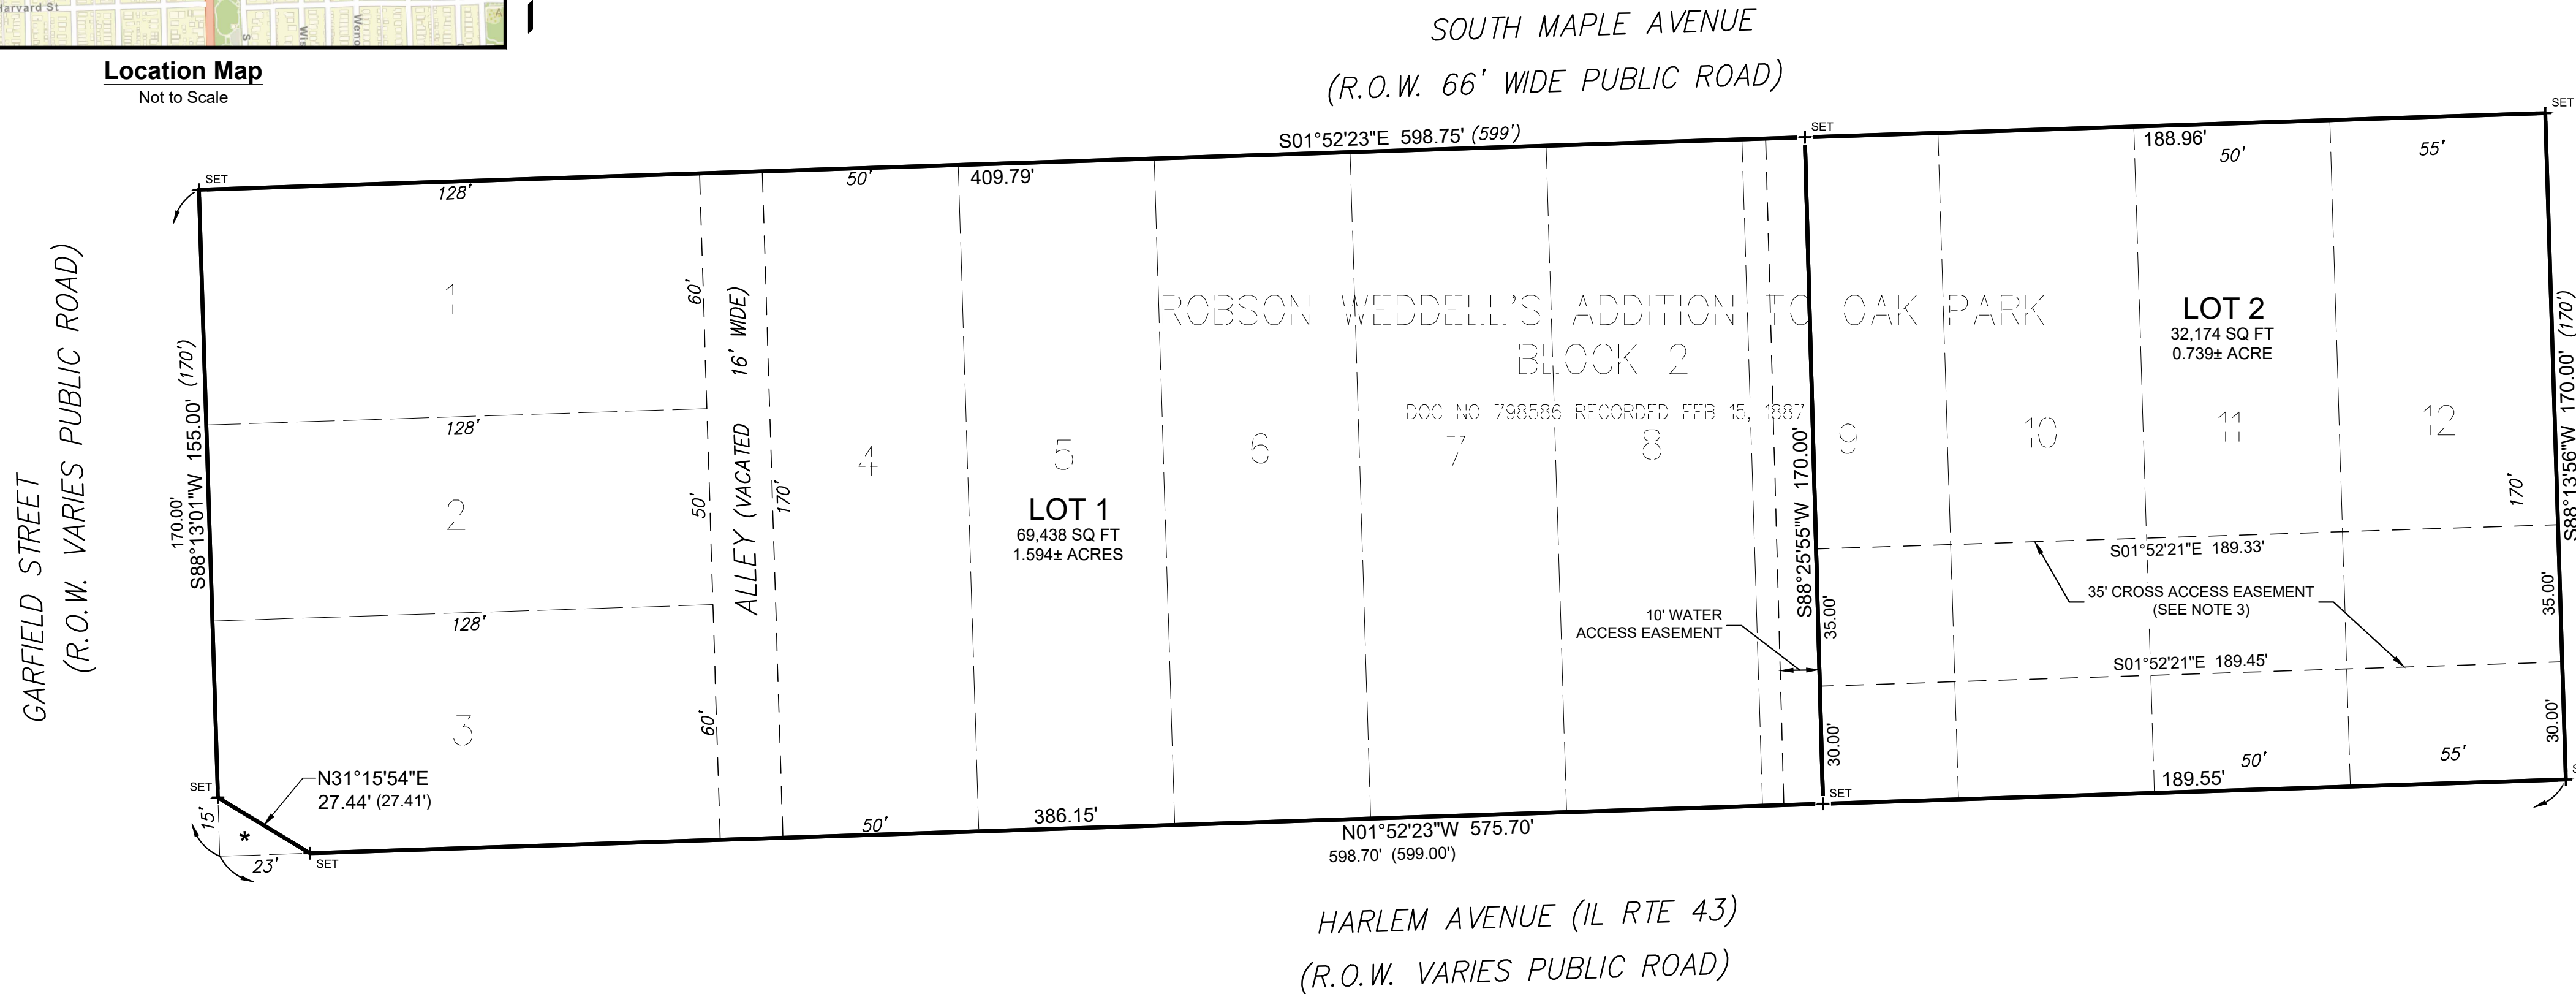 Harvard St
Wis
Weno
S
Location Map
Not to Scale
SOUTH MAPLE AVENUE
(R.O.W. 66' WIDE PUBLIC ROAD)
SET
S01°52'23"E 598.75' (599')
SET
SET
128'
50'
409.79'
188.96'
50'
55'
GARFIELD STREET
(R.O.W. VARIES PUBLIC ROAD)
170.00'
S88°13'01"W 155.00' (170')
1
60'
ALLEY (VACATED 16' WIDE)
ROBSON WEDDELL'S ADDITION TO OAK PARK
BLOCK 2
DOC NO 798586 RECORDED FEB 15, 1887
LOT 2
32,174 SQ FT
0.739± ACRE
S88°13'56"W 170.00' (170')
128'
2
50'
170'
4
5
6
7
8
9
10
11
12
LOT 1
69,438 SQ FT
1.594± ACRES
S88°25'55"W 170.00'
170'
S01°52'21"E 189.33'
35' CROSS ACCESS EASEMENT
(SEE NOTE 3)
35.00'
35.00'
10' WATER
ACCESS EASEMENT
128'
3
60'
S01°52'21"E 189.45'
30.00'
30.00'
SET
N31°15'54"E
27.44' (27.41')
15'
*
23'
SET
50'
386.15'
N01°52'23"W 575.70'
598.70' (599.00')
SET
189.55'
50'
55'
HARLEM AVENUE (IL RTE 43)
(R.O.W. VARIES PUBLIC ROAD)